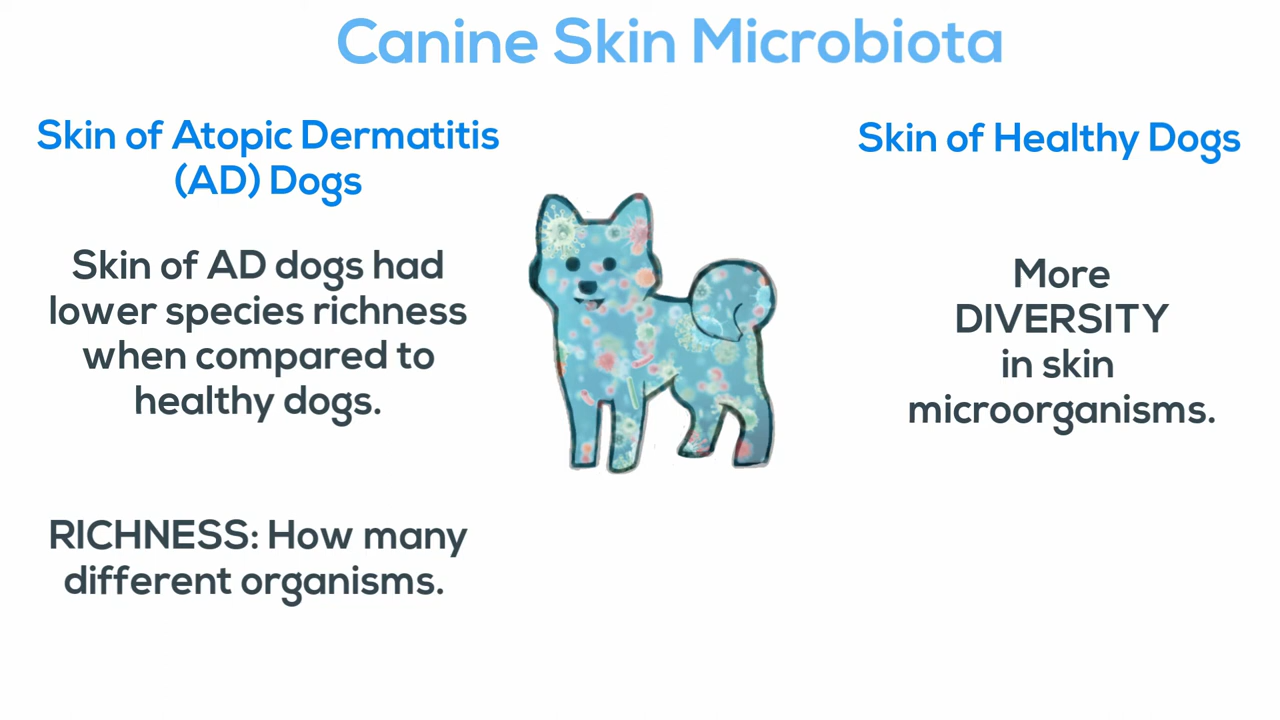 Canine Skin Microbiota
Skin of Atopic Dermatitis
(AD) Dogs
Skin of AD dogs had
lower species richness
when compared to
healthy dogs.
RICHNESS: How many
different organisms.
Skin of Healthy Dogs
More
DIVERSITY
in skin
microorganisms.